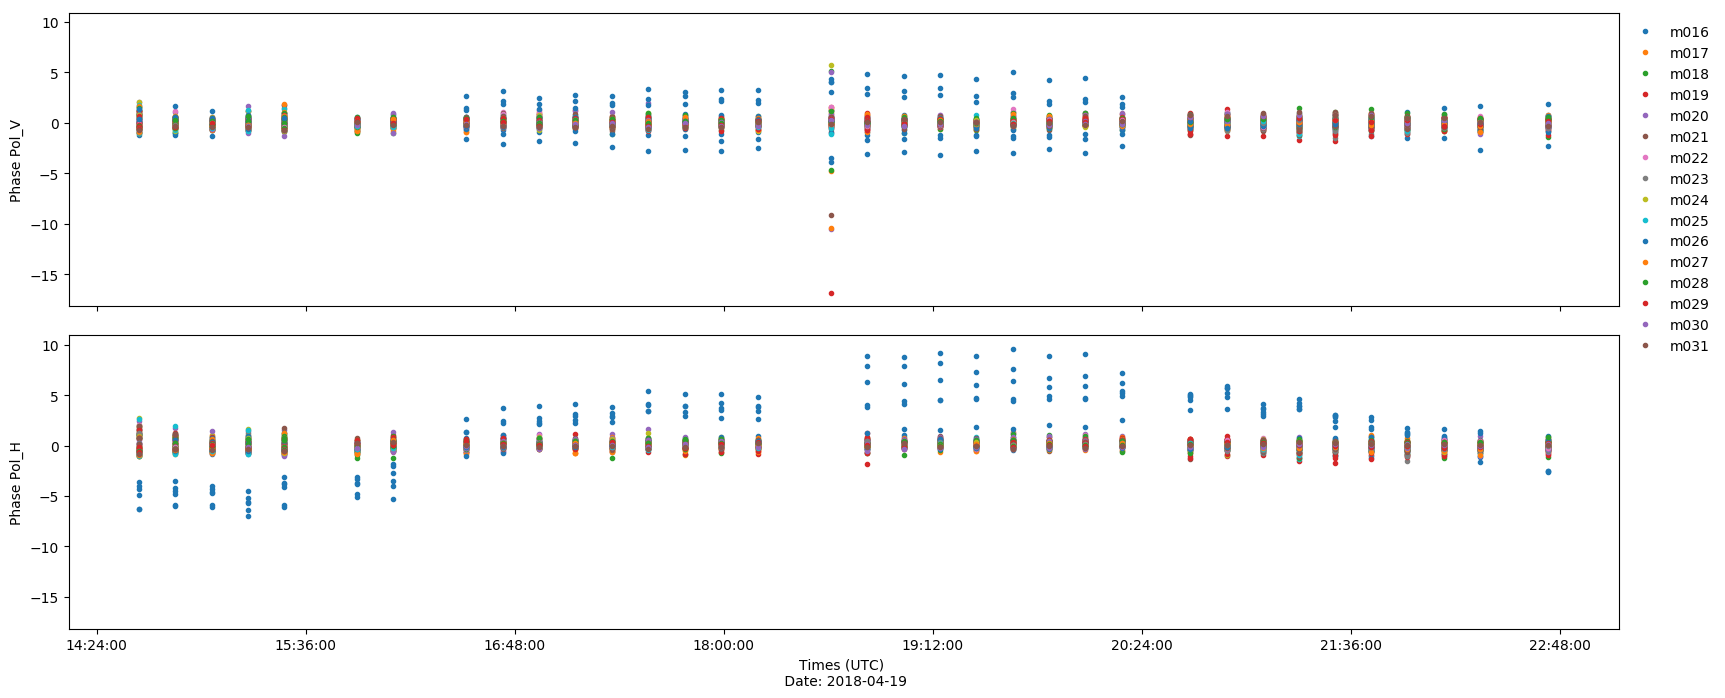 10
5
0
−5
−10
−15
Phase Pol_V
m016
m017
m018
m019
m020
m021
m022
m023
m024
m025
m026
m027
m028
m029
m030
m031
10
5
0
−5
−10
−15
Phase Pol_H
14:24:00 15:36:00 16:48:00 18:00:00 19:12:00 20:24:00 21:36:00 22:48:00
Times (UTC)
Date: 2018-04-19